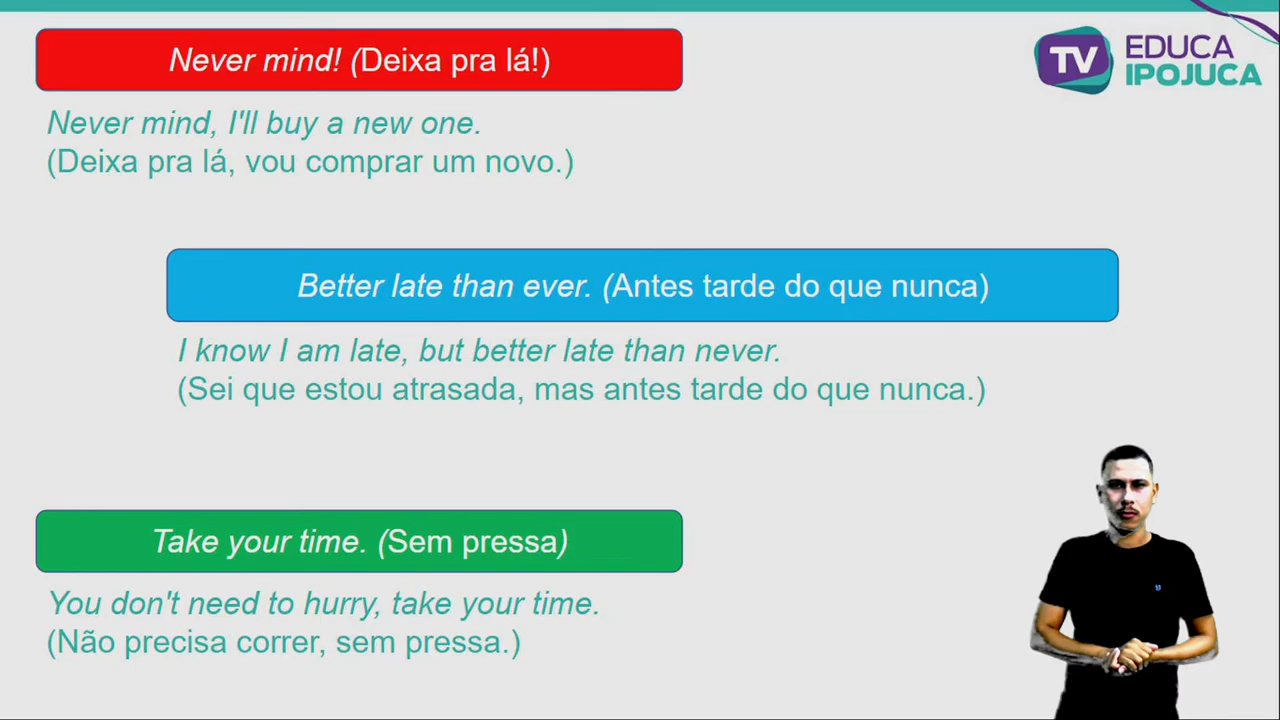 Never mind! (Deixa pra lá!)
TV EDUCA
IPOJUCA
Never mind, I'll buy a new one.
(Deixa pra lá, vou comprar um novo.)
Better late than ever. (Antes tarde do que nunca)
I know I am late, but better late than never.
(Sei que estou atrasada, mas antes tarde do que nunca.)
Take your time. (Sem pressa)
You don't need to hurry, take your time.
(Não precisa correr, sem pressa.)